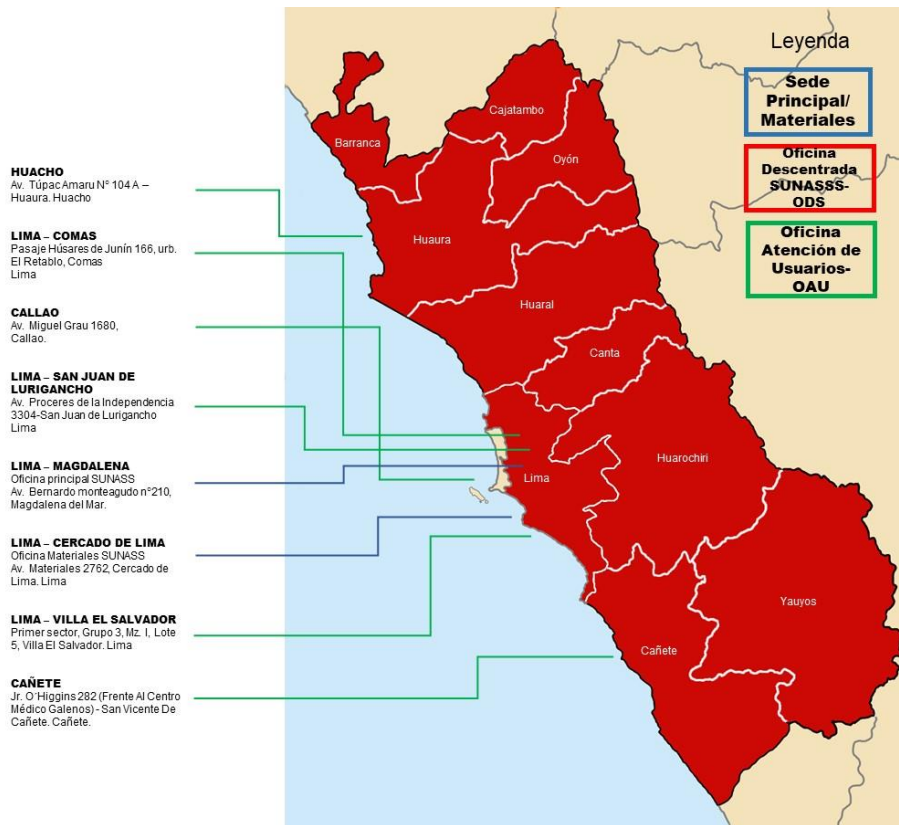 Leyenda
Sede
Principal/
Materiales
Oficina
Descentrada
SUNASSS-
ODS
Oficina
Atención de
Usuarios-
OAU
HUACHO
Av. Túpac Amaru N° 104 A –
Huaura. Huacho
LIMA – COMAS
Pasaje Húsares de Junín 166, urb.
El Retablo, Comas
Lima
CALLAO
Av. Miguel Grau 1680,
Callao.
LIMA – SAN JUAN DE
LURIGANCHO
Av. Proceres de la Independencia
3304-San Juan de Lurigancho
Lima
LIMA – MAGDALENA
Oficina principal SUNASS
Av. Bernardo monteagudo n°210,
Magdalena del Mar.
LIMA – CERCADO DE LIMA
Oficina Materiales SUNASS
Av. Materiales 2762, Cercado de
Lima. Lima
LIMA – VILLA EL SALVADOR
Primer sector, Grupo 3, Mz. I, Lote
5, Villa El Salvador. Lima
CAÑETE
Jr. O´Higgins 282 (Frente Al Centro
Médico Galenos) - San Vicente De
Cañete. Cañete.
Cajatambo
Barranca
Oyón
Huaura
Huaral
Canta
Huarochiri
Lima
Yauyos
Cañete